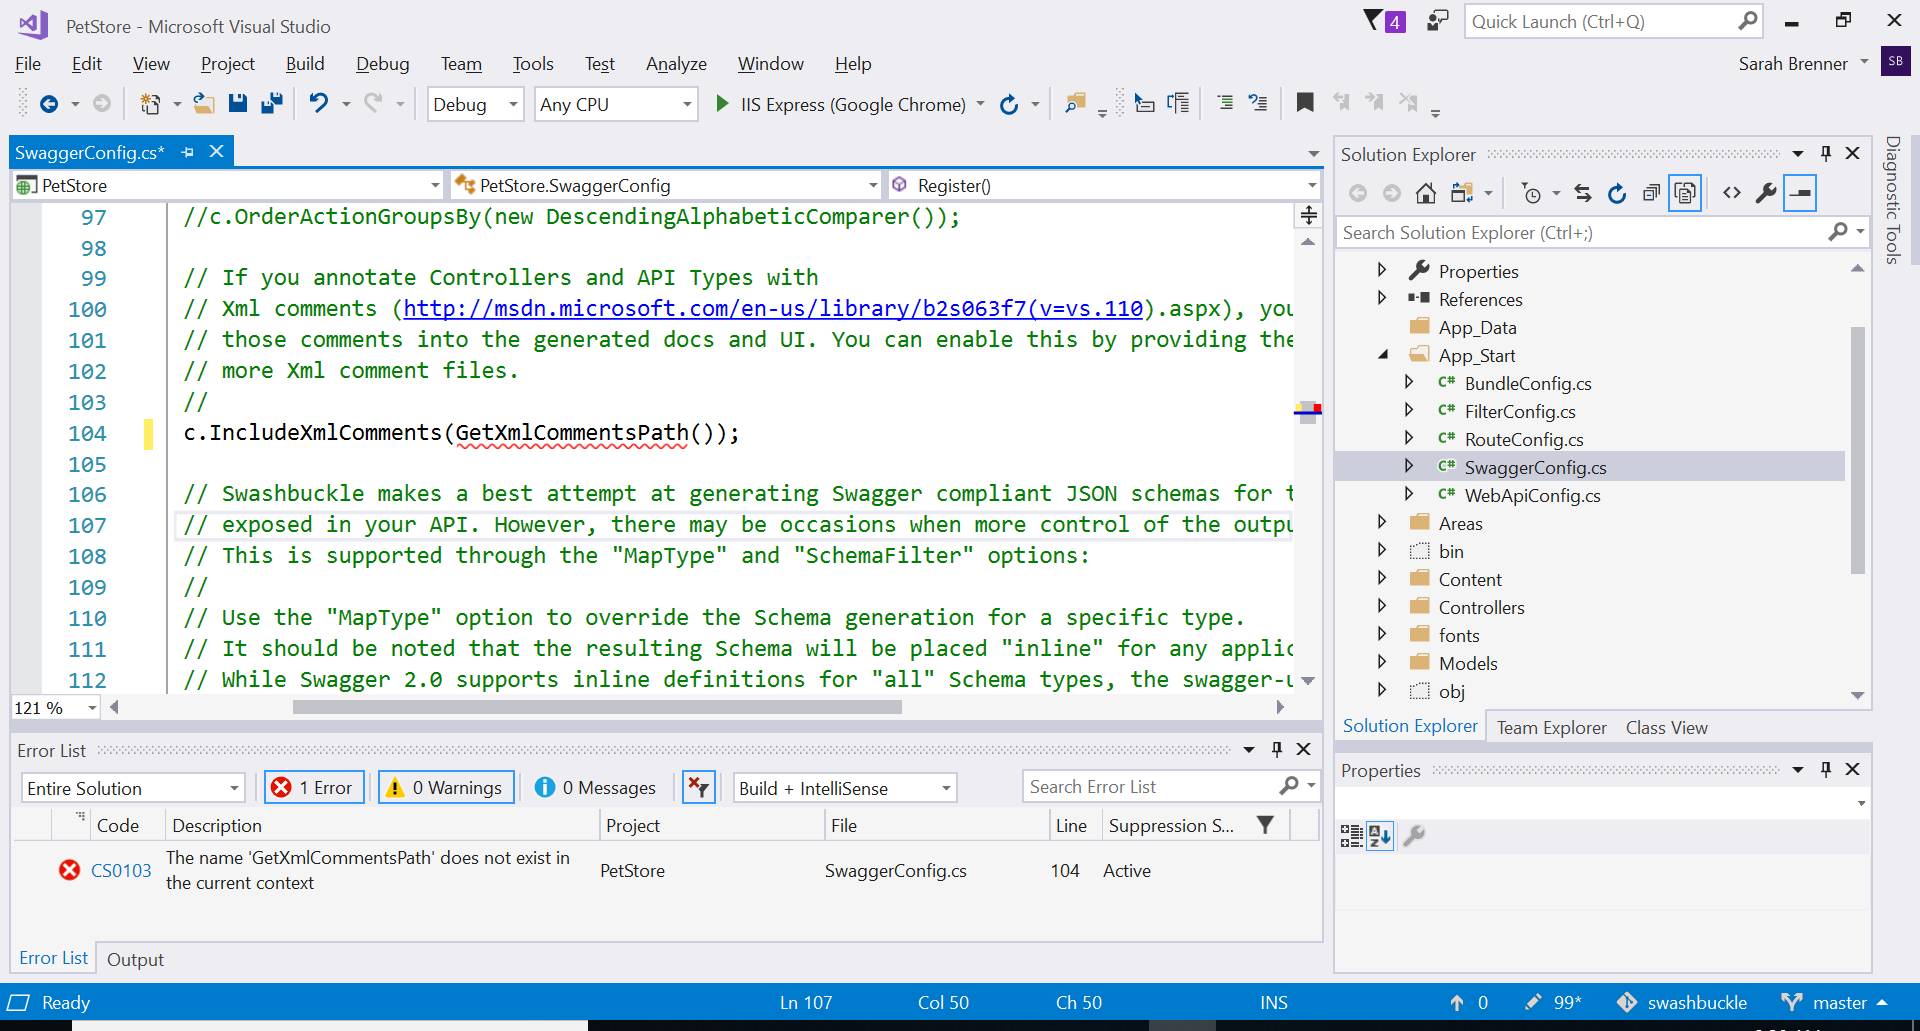 PetStore - Microsoft Visual Studio
4
Quick Launch (Ctrl+Q)
File Edit View Project Build Debug Team Tools Test Analyze Window Help
Sarah Brenner SB
Debug Any CPU IIS Express (Google Chrome)
SwaggerConfig.cs*
PetStore PetStore.SwaggerConfig Register()
97 //c.OrderActionGroupsBy(new DescendingAlphabeticComparer());
98
99 // If you annotate Controllers and API Types with
100 // Xml comments (http://msdn.microsoft.com/en-us/library/b2s063f7(v=vs.110).aspx), you
101 // those comments into the generated docs and UI. You can enable this by providing the
102 // more Xml comment files.
103 //
104 c.IncludeXmlComments(GetXmlCommentsPath());
105
106 // Swashbuckle makes a best attempt at generating Swagger compliant JSON schemas for t
107 // exposed in your API. However, there may be occasions when more control of the outpu
108 // This is supported through the "MapType" and "SchemaFilter" options:
109 //
110 // Use the "MapType" option to override the Schema generation for a specific type.
111 // It should be noted that the resulting Schema will be placed "inline" for any applic
112 // While Swagger 2.0 supports inline definitions for "all" Schema types, the swagger-u
121 %
Error List
Entire Solution 1 Error 0 Warnings 0 Messages Build + IntelliSense Search Error List
Code Description Project File Line Suppression S...
CS0103 The name 'GetXmlCommentsPath' does not exist in the current context PetStore SwaggerConfig.cs 104 Active
Error List Output
Solution Explorer
Search Solution Explorer (Ctrl+;)
Properties
References
App_Data
App_Start
C# BundleConfig.cs
C# FilterConfig.cs
C# RouteConfig.cs
C# SwaggerConfig.cs
C# WebApiConfig.cs
Areas
bin
Content
Controllers
fonts
Models
obj
Solution Explorer Team Explorer Class View
Properties
Diagnostic Tools
Ready Ln 107 Col 50 Ch 50 INS 0 99* swashbuckle master